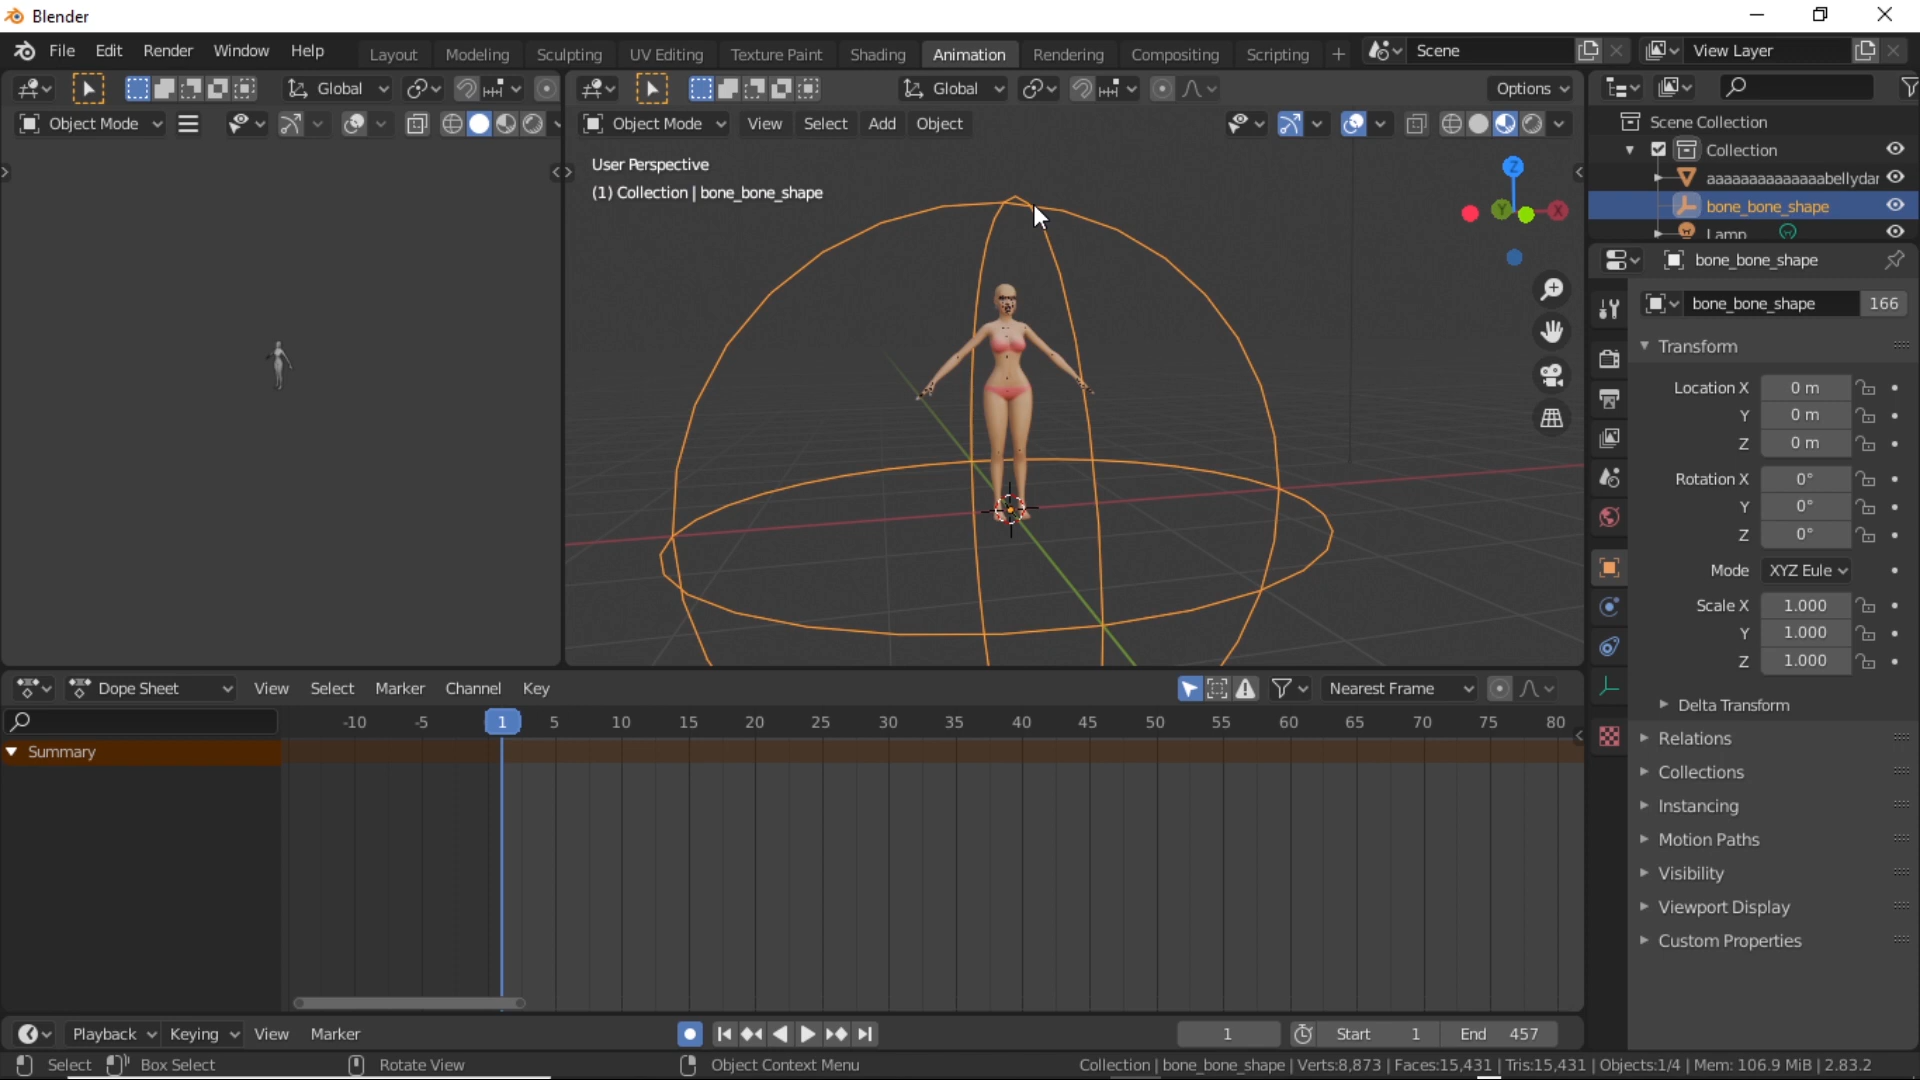 Blender
File Edit Render Window Help Layout Modeling Sculpting UV Editing Texture Paint Shading Animation Rendering Compositing Scripting + Scene View Layer
Global Global Options
Object Mode Object Mode View Select Add Object
User Perspective
(1) Collection | bone_bone_shape
Z
Y X
Scene Collection
Collection
aaaaaaaaaaaaaabellydar
bone_bone_shape
Lamp
bone_bone_shape
bone_bone_shape 166
Transform
Location X 0 m
Y 0 m
Z 0 m
Rotation X 0°
Y 0°
Z 0°
Mode XYZ Eule
Scale X 1.000
Y 1.000
Z 1.000
Delta Transform
Relations
Collections
Instancing
Motion Paths
Visibility
Viewport Display
Custom Properties
Dope Sheet View Select Marker Channel Key Nearest Frame
-10 -5 1 5 10 15 20 25 30 35 40 45 50 55 60 65 70 75 80
Summary
Playback Keying View Marker 1 Start 1 End 457
Select Box Select Rotate View Object Context Menu Collection | bone_bone_shape | Verts:8,873 | Faces:15,431 | Tris:15,431 | Objects:1/4 | Mem: 106.9 MiB | 2.83.2